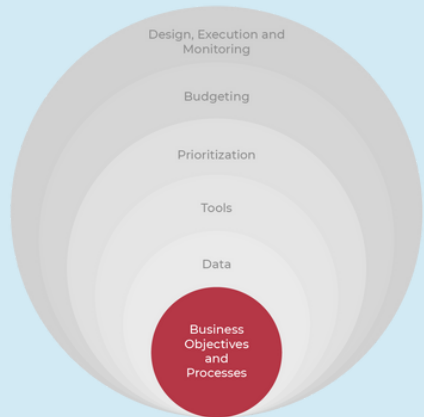 Design, Execution and
Monitoring
Budgeting
Prioritization
Tools
Data
Business
Objectives
and
Processes